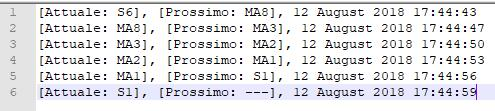 1 [Attuale: S6], [Prossimo: MA8], 12 August 2018 17:44:43
2 [Attuale: MA8], [Prossimo: MA3], 12 August 2018 17:44:47
3 [Attuale: MA3], [Prossimo: MA2], 12 August 2018 17:44:50
4 [Attuale: MA2], [Prossimo: MA1], 12 August 2018 17:44:53
5 [Attuale: MA1], [Prossimo: S1], 12 August 2018 17:44:56
6 [Attuale: S1], [Prossimo: ---], 12 August 2018 17:44:59